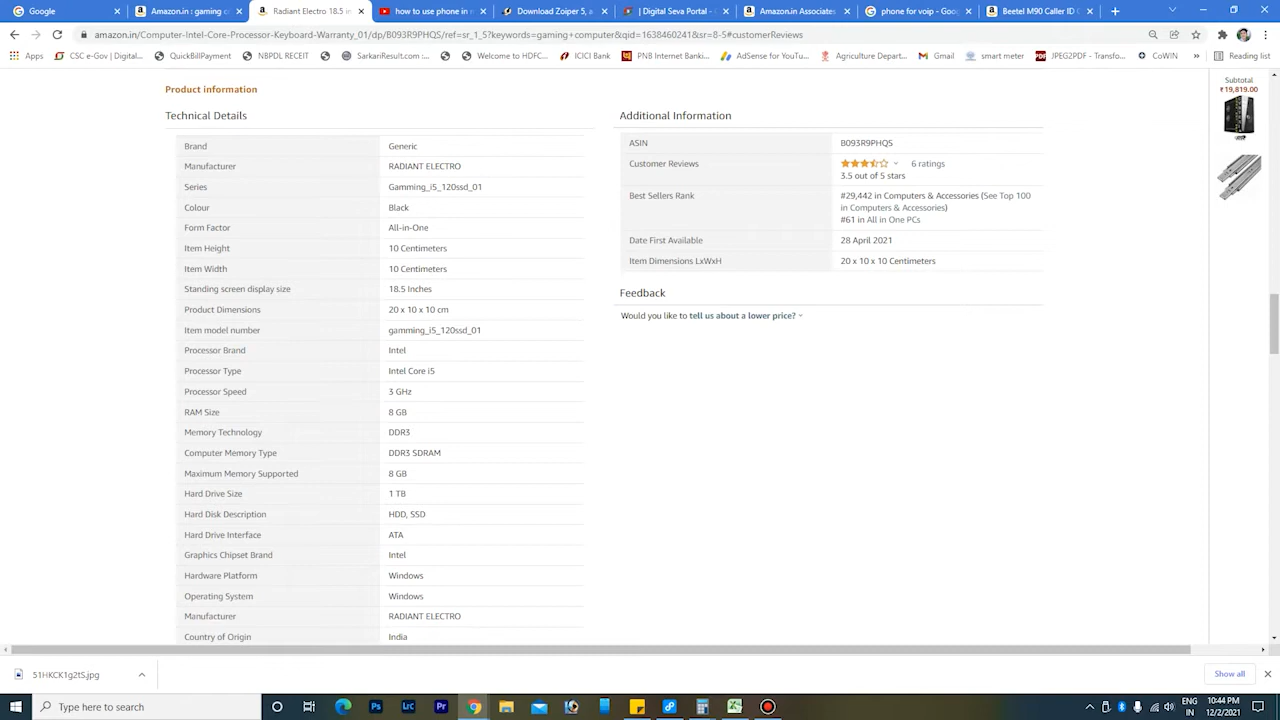 Google
Amazon.in
Radiant Electro 18.5 in
how to use phone in
Download Zoiper 5, a
| Digital Seva Portal - C
Amazon.in
phone for voip - Goog
Beetel M90 Caller ID C
amazon.in/Computer-Intel-Core-Processor-Keyboard-Warranty_01/dp/B093R9PHQS/ref=sr_1_5?keywords=gaming+computer&qid=1638460241&sr=8-5#customerReviews
Apps
CSC e-Gov | Digital...
QuickBillPayment
NBPDL RECEIT
SarkariResult.com :...
Welcome to HDFC...
ICICI Bank
PNB Internet Banki...
AdSense for YouTu...
Agriculture Depart...
Gmail
smart meter
JPEG2PDF - Transfo...
CoWIN
»
Reading list
Product information
Technical Details
Brand Generic
Manufacturer RADIANT ELECTRO
Series Gamming_i5_120ssd_01
Colour Black
Form Factor All-in-One
Item Height 10 Centimeters
Item Width 10 Centimeters
Standing screen display size 18.5 Inches
Product Dimensions 20 x 10 x 10 cm
Item model number gamming_i5_120ssd_01
Processor Brand Intel
Processor Type Intel Core i5
Processor Speed 3 GHz
RAM Size 8 GB
Memory Technology DDR3
Computer Memory Type DDR3 SDRAM
Maximum Memory Supported 8 GB
Hard Drive Size 1 TB
Hard Disk Description HDD, SSD
Hard Drive Interface ATA
Graphics Chipset Brand Intel
Hardware Platform Windows
Operating System Windows
Manufacturer RADIANT ELECTRO
Country of Origin India
Additional Information
ASIN B093R9PHQS
Customer Reviews 6 ratings
3.5 out of 5 stars
Best Sellers Rank #29,442 in Computers & Accessories (See Top 100
in Computers & Accessories)
#61 in All in One PCs
Date First Available 28 April 2021
Item Dimensions LxWxH 20 x 10 x 10 Centimeters
Feedback
Would you like to tell us about a lower price?
Subtotal
₹19,819.00
51HKCK1g2tS.jpg
Show all
Type here to search
Ps
Lrc
Pr
ENG
IN
10:44 PM
12/2/2021